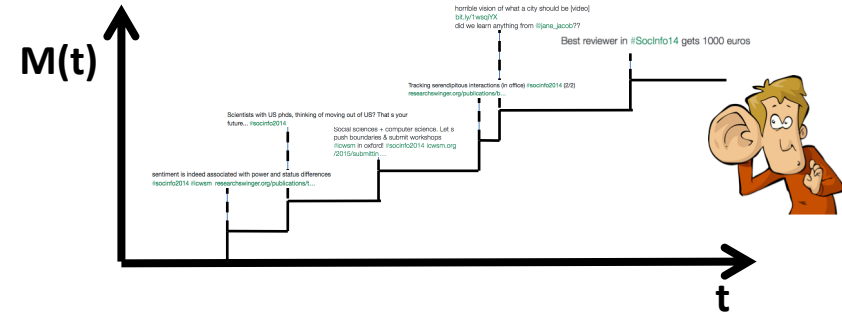 horrible vision of what a city should be [video]
bit.ly/1wsqiYX
did we learn anything from @jane_jacob??
Best reviewer in #SocInfo14 gets 1000 euros
M(t)
Tracking serendipitous interactions (in office) #socinfo2014 (2/2)
researchswinger.org/publications/b...
Scientists with US phds, thinking of moving out of US? That s your
future... #socinfo2014
Social sciences + computer science. Let s
push boundaries & submit workshops
#icwsm in oxford! #socinfo2014 icwsm.org
/2015/submittin...
sentiment is indeed associated with power and status differences
#socinfo2014 #icwsm researchswinger.org/publications/t...
t